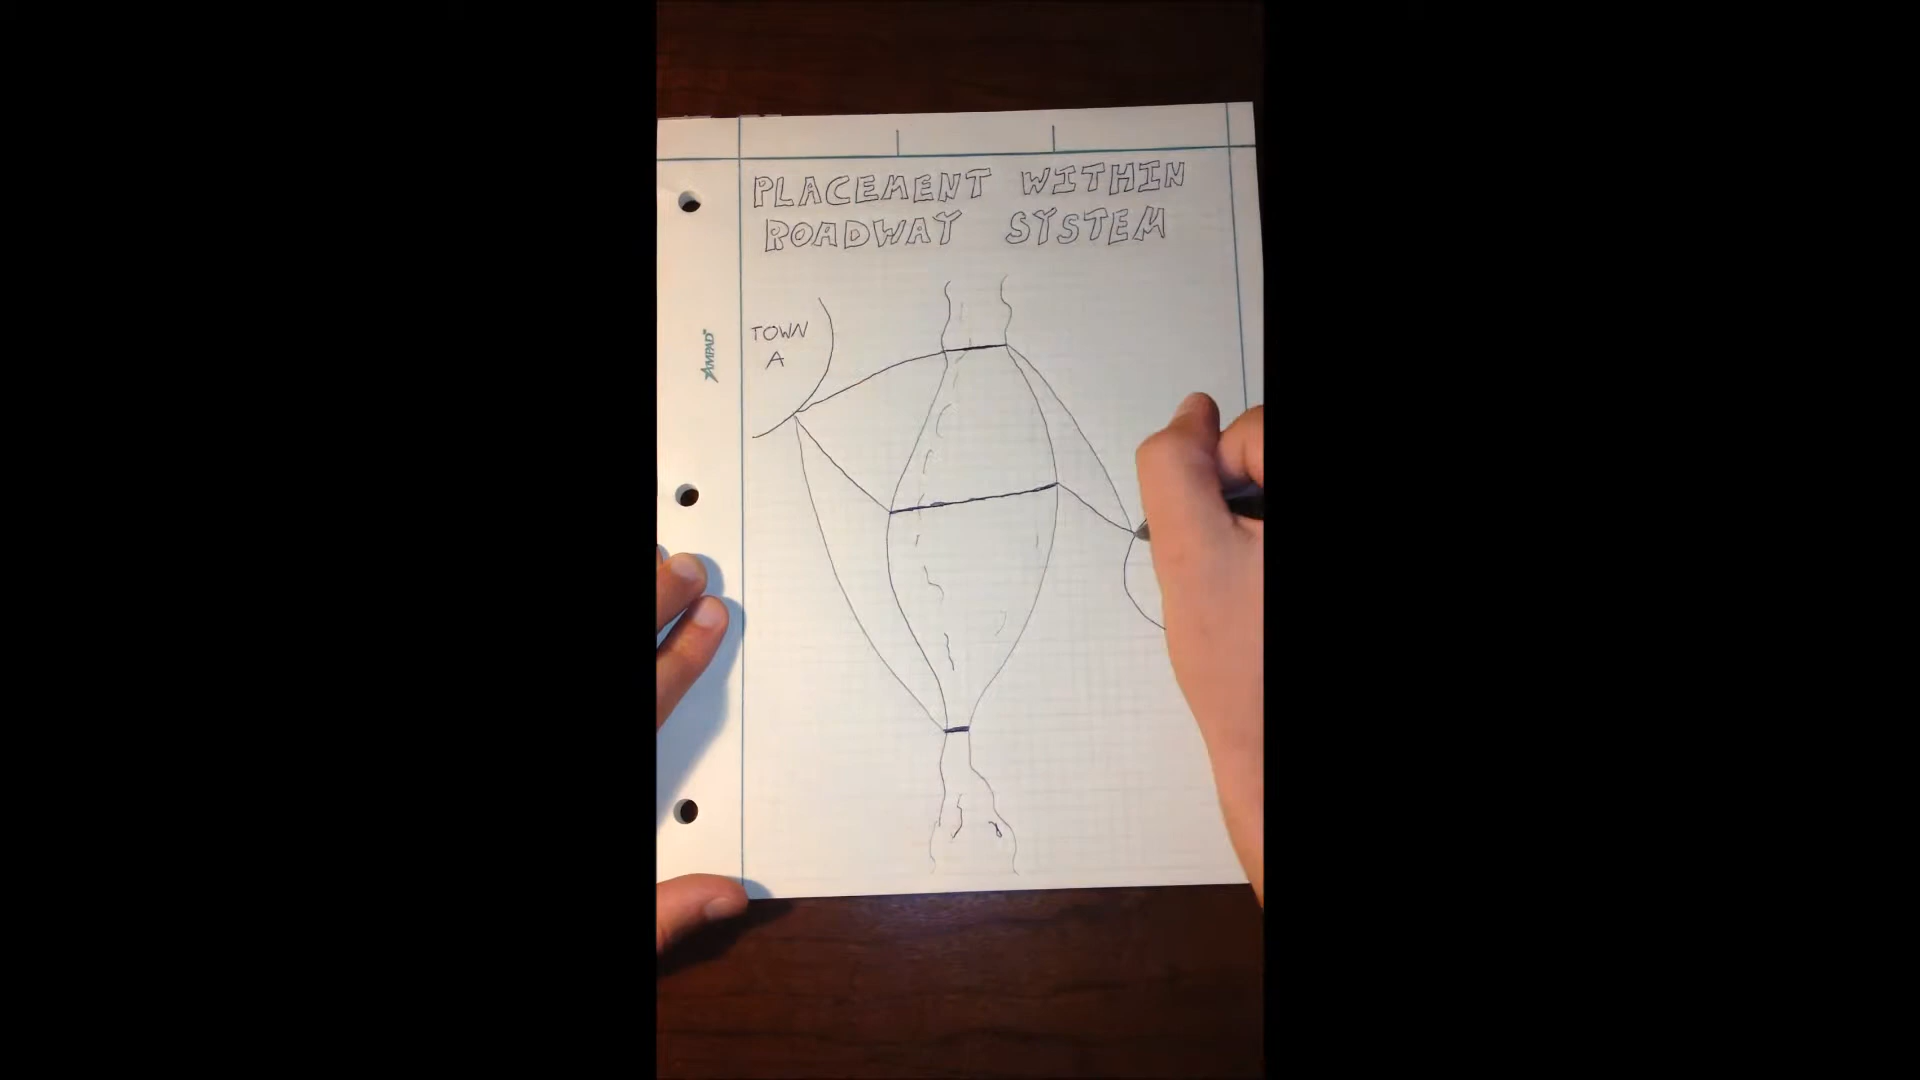 PLACEMENT WITHIN
ROADWAY SYSTEM
TOWN
A
AMPAD